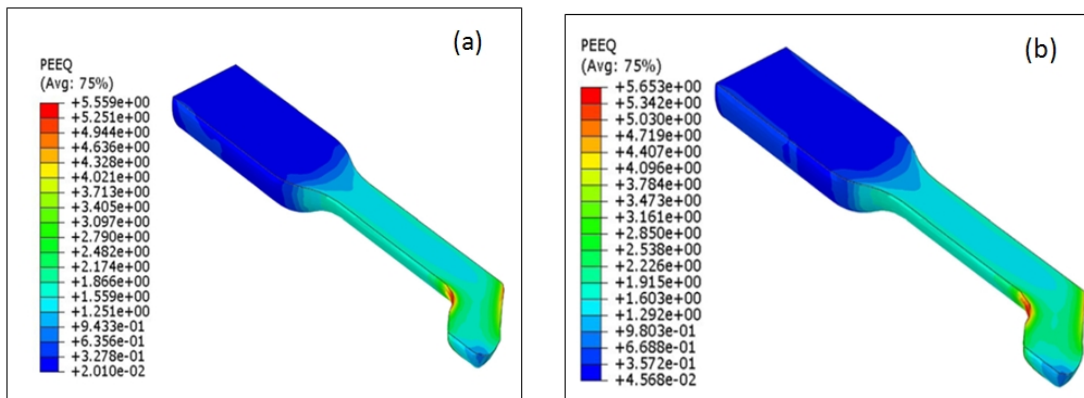 (a)
PEEQ
(Avg: 75%)
+5.559e+00
+5.251e+00
+4.944e+00
+4.636e+00
+4.328e+00
+4.021e+00
+3.713e+00
+3.405e+00
+3.097e+00
+2.790e+00
+2.482e+00
+2.174e+00
+1.866e+00
+1.559e+00
+1.251e+00
+9.433e-01
+6.356e-01
+3.278e-01
+2.010e-02
(b)
PEEQ
(Avg: 75%)
+5.653e+00
+5.342e+00
+5.030e+00
+4.719e+00
+4.407e+00
+4.096e+00
+3.784e+00
+3.473e+00
+3.161e+00
+2.850e+00
+2.538e+00
+2.226e+00
+1.915e+00
+1.603e+00
+1.292e+00
+9.803e-01
+6.688e-01
+3.572e-01
+4.568e-02